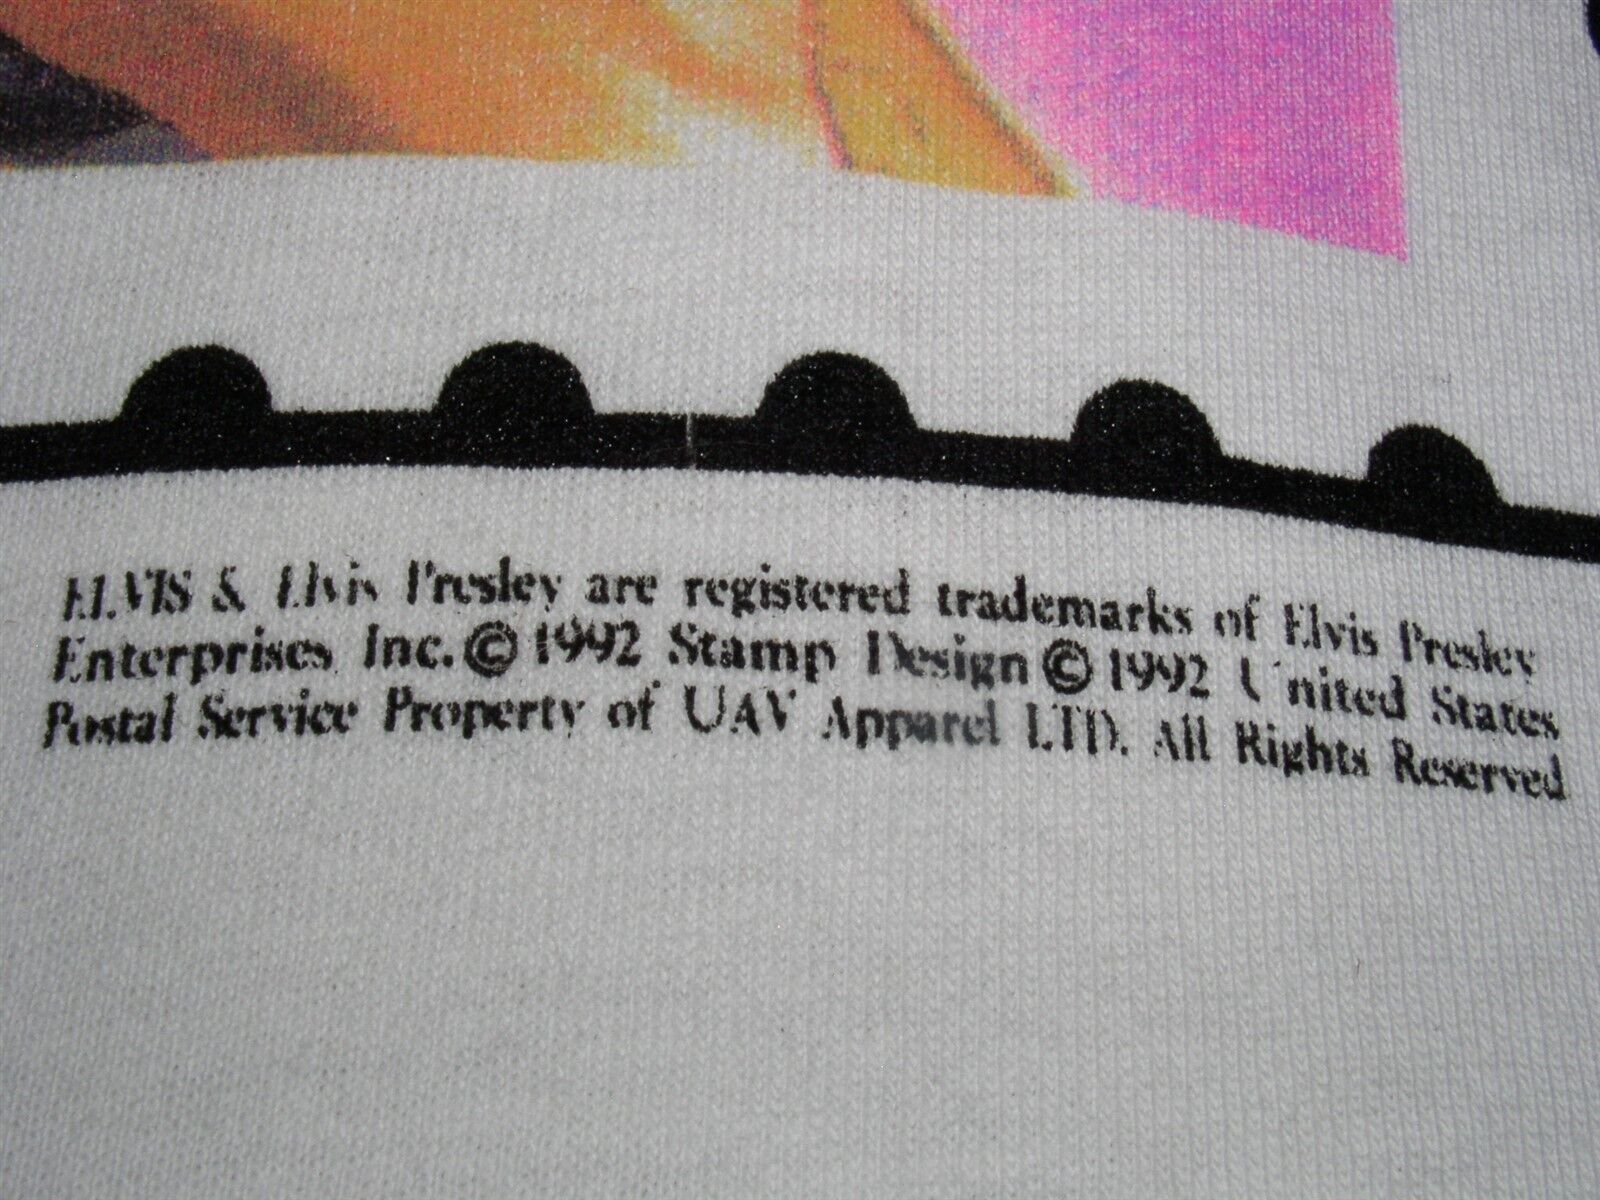 ELVIS & Elvis Presley are registered trademarks of Elvis Presley
Enterprises Inc. © 1992 Stamp Design © 1992 United States
Postal Service Property of UAV Apparel LTD. All Rights Reserved